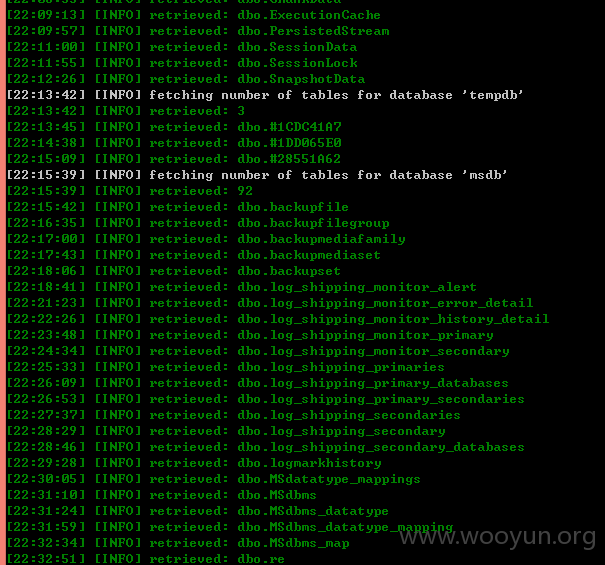 [22:09:13] [INFO] retrieved: dbo.ExecutionCache
[22:09:57] [INFO] retrieved: dbo.PersistedStream
[22:11:00] [INFO] retrieved: dbo.SessionData
[22:11:55] [INFO] retrieved: dbo.SessionLock
[22:12:26] [INFO] retrieved: dbo.SnapshotData
[22:13:42] [INFO] fetching number of tables for database 'tempdb'
[22:13:42] [INFO] retrieved: 3
[22:13:45] [INFO] retrieved: dbo.#1CDC41A7
[22:14:38] [INFO] retrieved: dbo.#1DD065E0
[22:15:09] [INFO] retrieved: dbo.#28551A62
[22:15:39] [INFO] fetching number of tables for database 'msdb'
[22:15:39] [INFO] retrieved: 92
[22:15:42] [INFO] retrieved: dbo.backupfile
[22:16:35] [INFO] retrieved: dbo.backupfilegroup
[22:17:00] [INFO] retrieved: dbo.backupmediafamily
[22:17:43] [INFO] retrieved: dbo.backupmediaset
[22:18:06] [INFO] retrieved: dbo.backupset
[22:18:41] [INFO] retrieved: dbo.log_shipping_monitor_alert
[22:21:23] [INFO] retrieved: dbo.log_shipping_monitor_error_detail
[22:22:26] [INFO] retrieved: dbo.log_shipping_monitor_history_detail
[22:23:48] [INFO] retrieved: dbo.log_shipping_monitor_primary
[22:24:34] [INFO] retrieved: dbo.log_shipping_monitor_secondary
[22:25:33] [INFO] retrieved: dbo.log_shipping_primaries
[22:26:09] [INFO] retrieved: dbo.log_shipping_primary_databases
[22:26:53] [INFO] retrieved: dbo.log_shipping_primary_secondaries
[22:27:37] [INFO] retrieved: dbo.log_shipping_secondaries
[22:28:29] [INFO] retrieved: dbo.log_shipping_secondary
[22:28:46] [INFO] retrieved: dbo.log_shipping_secondary_databases
[22:29:28] [INFO] retrieved: dbo.logmarkhistory
[22:30:05] [INFO] retrieved: dbo.MSdatatype_mappings
[22:31:10] [INFO] retrieved: dbo.MSdbms
[22:31:24] [INFO] retrieved: dbo.MSdbms_datatype
[22:31:59] [INFO] retrieved: dbo.MSdbms_datatype_mapping
[22:32:34] [INFO] retrieved: dbo.MSdbms_map
[22:32:51] [INFO] retrieved: dbo.re
www.wooyun.org